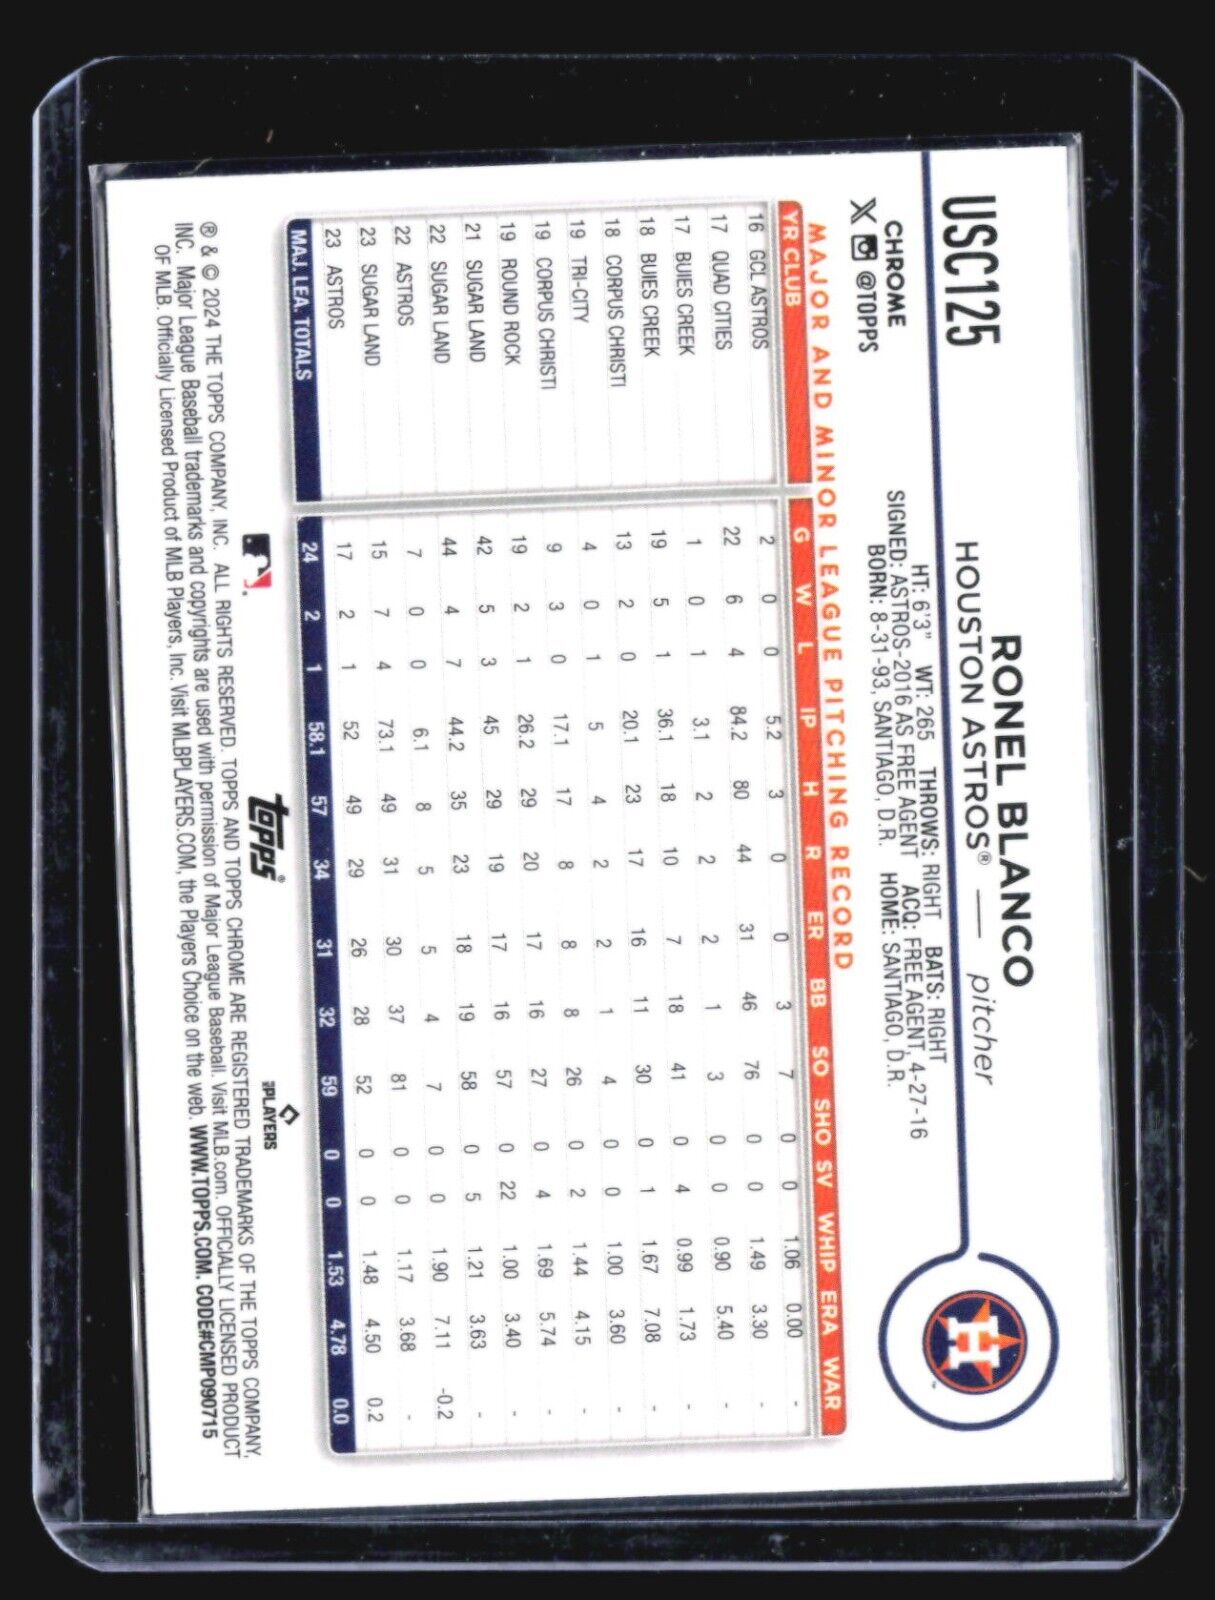 USC125
RONEL BLANCO
HOUSTON ASTROS® — pitcher
CHROME
X @TOPPS
HT: 6'3" WT: 265 THROWS: RIGHT BATS: RIGHT
SIGNED: ASTROS-2016 AS FREE AGENT ACQ: FREE AGENT, 4-27-16
BORN: 8-31-93, SANTIAGO, D.R. HOME: SANTIAGO, D.R.
MAJOR AND MINOR LEAGUE PITCHING RECORD
YR CLUB G W L IP H R ER BB SO SHO SV WHIP ERA WAR
16 GCL ASTROS 2 0 0 5.2 3 0 0 3 7 0 0 1.06 0.00 -
17 QUAD CITIES 22 6 4 84.2 80 44 31 46 76 0 0 1.49 3.30 -
17 BUIES CREEK 1 0 1 3.1 2 2 2 1 3 0 0 0.90 5.40 -
18 BUIES CREEK 19 5 1 36.1 18 10 7 18 41 0 4 0.99 1.73 -
18 CORPUS CHRISTI 13 2 0 20.1 23 17 16 11 30 0 1 1.67 7.08 -
19 TRI-CITY 4 0 1 5 4 2 2 1 4 0 0 1.00 3.60 -
19 CORPUS CHRISTI 9 3 0 17.1 17 8 8 8 26 0 2 1.44 4.15 -
19 ROUND ROCK 19 2 1 26.2 29 20 17 16 27 0 4 1.69 5.74 -
21 SUGAR LAND 42 5 3 45 29 19 17 16 57 0 22 1.00 3.40 -
22 SUGAR LAND 44 4 7 44.2 35 23 18 19 58 0 5 1.21 3.63 -
22 ASTROS 7 0 0 6.1 8 5 5 4 7 0 0 1.90 7.11 -0.2
23 SUGAR LAND 15 7 4 73.1 49 31 30 37 81 0 0 1.17 3.68 -
23 ASTROS 17 2 1 52 49 29 26 28 52 0 0 1.48 4.50 0.2
MAJ. LEA. TOTALS 24 2 1 58.1 57 34 31 32 59 0 0 1.53 4.78 0.0
topps®
PLAYERS
® & © 2024 THE TOPPS COMPANY, INC. ALL RIGHTS RESERVED. TOPPS AND TOPPS CHROME ARE REGISTERED TRADEMARKS OF THE TOPPS COMPANY,
INC. Major League Baseball trademarks and copyrights are used with permission of Major League Baseball. Visit MLB.com. OFFICIALLY LICENSED PRODUCT
OF MLB. Officially Licensed Product of MLB Players, Inc. Visit MLBPLAYERS.COM, the Players Choice on the web. WWW.TOPPS.COM. CODE#CMP090715